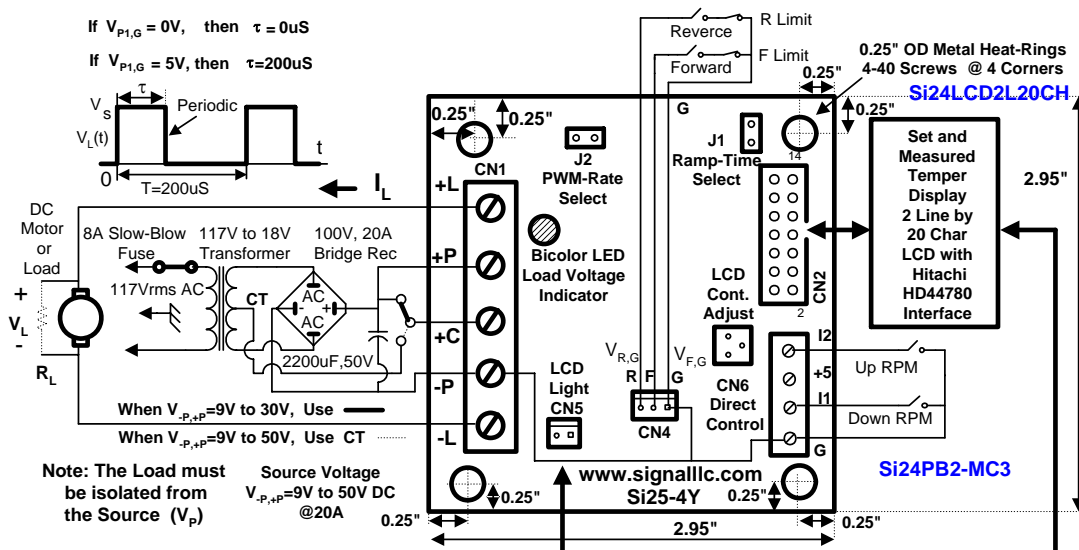 If V_P1,G = 0V, then τ = 0uS
If V_P1,G = 5V, then τ=200uS
τ
Periodic
V_S
V_L(t)
t
0
T=200uS
I_L
DC
Motor
or
Load
8A Slow-Blow
Fuse
117V to 18V
Transformer
100V, 20A
Bridge Rec
117Vrms AC
CT
AC
-
+
AC
2200uF,50V
+
V_L
-
R_L
When V_-P,+P=9V to 30V, Use
When V_-P,+P=9V to 50V, Use CT
Note: The Load must
be isolated from
the Source (V_P)
Source Voltage
V_-P,+P=9V to 50V DC
@20A
Reverce
R Limit
F Limit
Forward
0.25" OD Metal Heat-Rings
4-40 Screws @ 4 Corners
Si24LCD2L20CH
0.25"
0.25"
0.25"
0.25"
G
J2
PWM-Rate
Select
J1
Ramp-Time
Select
14
CN1
+L
+P
+C
-P
-L
Bicolor LED
Load Voltage
Indicator
CN2
2
LCD
Cont.
Adjust
V_R,G
V_F,G
R F G
CN4
LCD
Light
CN5
CN6
Direct
Control
I2
+5
I1
G
Up RPM
Down RPM
Set and
Measured
Temper
Display
2 Line by
20 Char
LCD with
Hitachi
HD44780
Interface
2.95"
Si24PB2-MC3
www.signalllc.com
Si25-4Y
0.25"
0.25"
0.25"
0.25"
2.95"